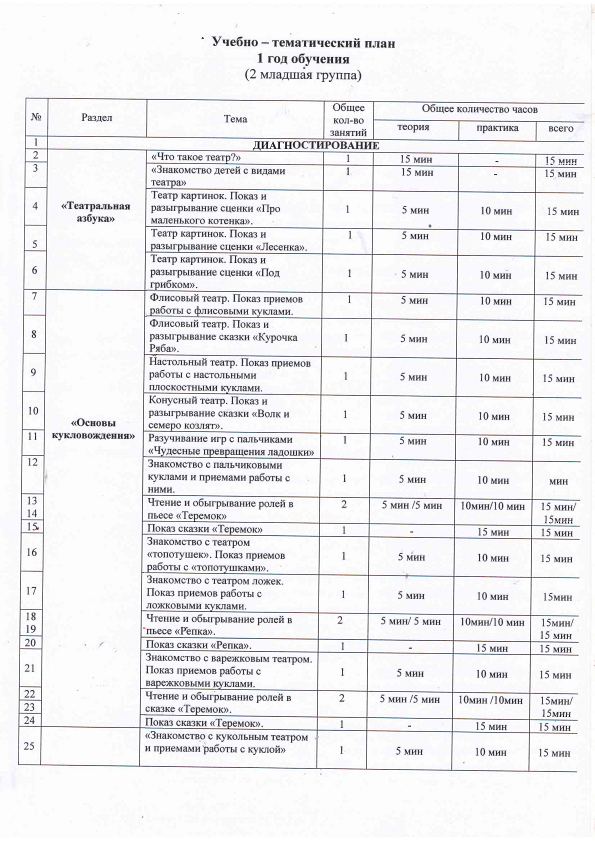 Учебно – тематический план
1 год обучения
(2 младшая группа)
№ Раздел Тема Общее кол-во занятий Общее количество часов
теория практика всего
1 ДИАГНОСТИРОВАНИЕ
2 «Что такое театр?» 1 15 мин - 15 мин
3 «Знакомство детей с видами 1 15 мин - 15 мин
театра»
«Театральная
азбука»
Театр картинок. Показ и
4 разыгрывание сценки «Про 1 5 мин 10 мин 15 мин
маленького котенка».
Театр картинок. Показ и 1 5 мин 10 мин 15 мин
5 разыгрывание сценки «Лесенка».
Театр картинок. Показ и
6 разыгрывание сценки «Под 1 5 мин 10 мин 15 мин
грибком».
7 Флисовый театр. Показ приемов 1 5 мин 10 мин 15 мин
работы с флисовыми куклами.
Флисовый театр. Показ и
8 разыгрывание сказки «Курочка 1 5 мин 10 мин 15 мин
Ряба».
Настольный театр. Показ приемов
9 работы с настольными 1 5 мин 10 мин 15 мин
плоскостными куклами.
Конусный театр. Показ и
10 разыгрывание сказки «Волк и 1 5 мин 10 мин 15 мин
семеро козлят».
«Основы
кукловождения»
11 Разучивание игр с пальчиками 1 5 мин 10 мин 15 мин
«Чудесные превращения ладошки»
12 Знакомство с пальчиковыми
куклами и приемами работы с 1 5 мин 10 мин мин
ними.
13 Чтение и обыгрывание ролей в 2 5 мин /5 мин 10мин/10 мин 15 мин/
14 пьесе «Теремок» 15мин
15 Показ сказки «Теремок» 1 - 15 мин 15 мин
Знакомство с театром
16 «топотушек». Показ приемов 1 5 мин 10 мин 15 мин
работы с «топотушками».
Знакомство с театром ложек.
17 Показ приемов работы с 1 5 мин 10 мин 15мин
ложковыми куклами.
18 Чтение и обыгрывание ролей в 2 5 мин/ 5 мин 10мин/10 мин 15мин/
19 пьесе «Репка». 15 мин
20 Показ сказки «Репка». 1 - 15 мин 15 мин
Знакомство с варежковым театром.
21 Показ приемов работы с 1 5 мин 10 мин 15 мин
варежковыми куклами.
22 Чтение и обыгрывание ролей в 2 5 мин /5 мин 10мин /10мин 15мин/
23 сказке «Теремок». 15мин
24 Показ сказки «Теремок». 1 - 15 мин 15 мин
«Знакомство с кукольным театром
25 и приемами работы с куклой» 1 5 мин 10 мин 15 мин